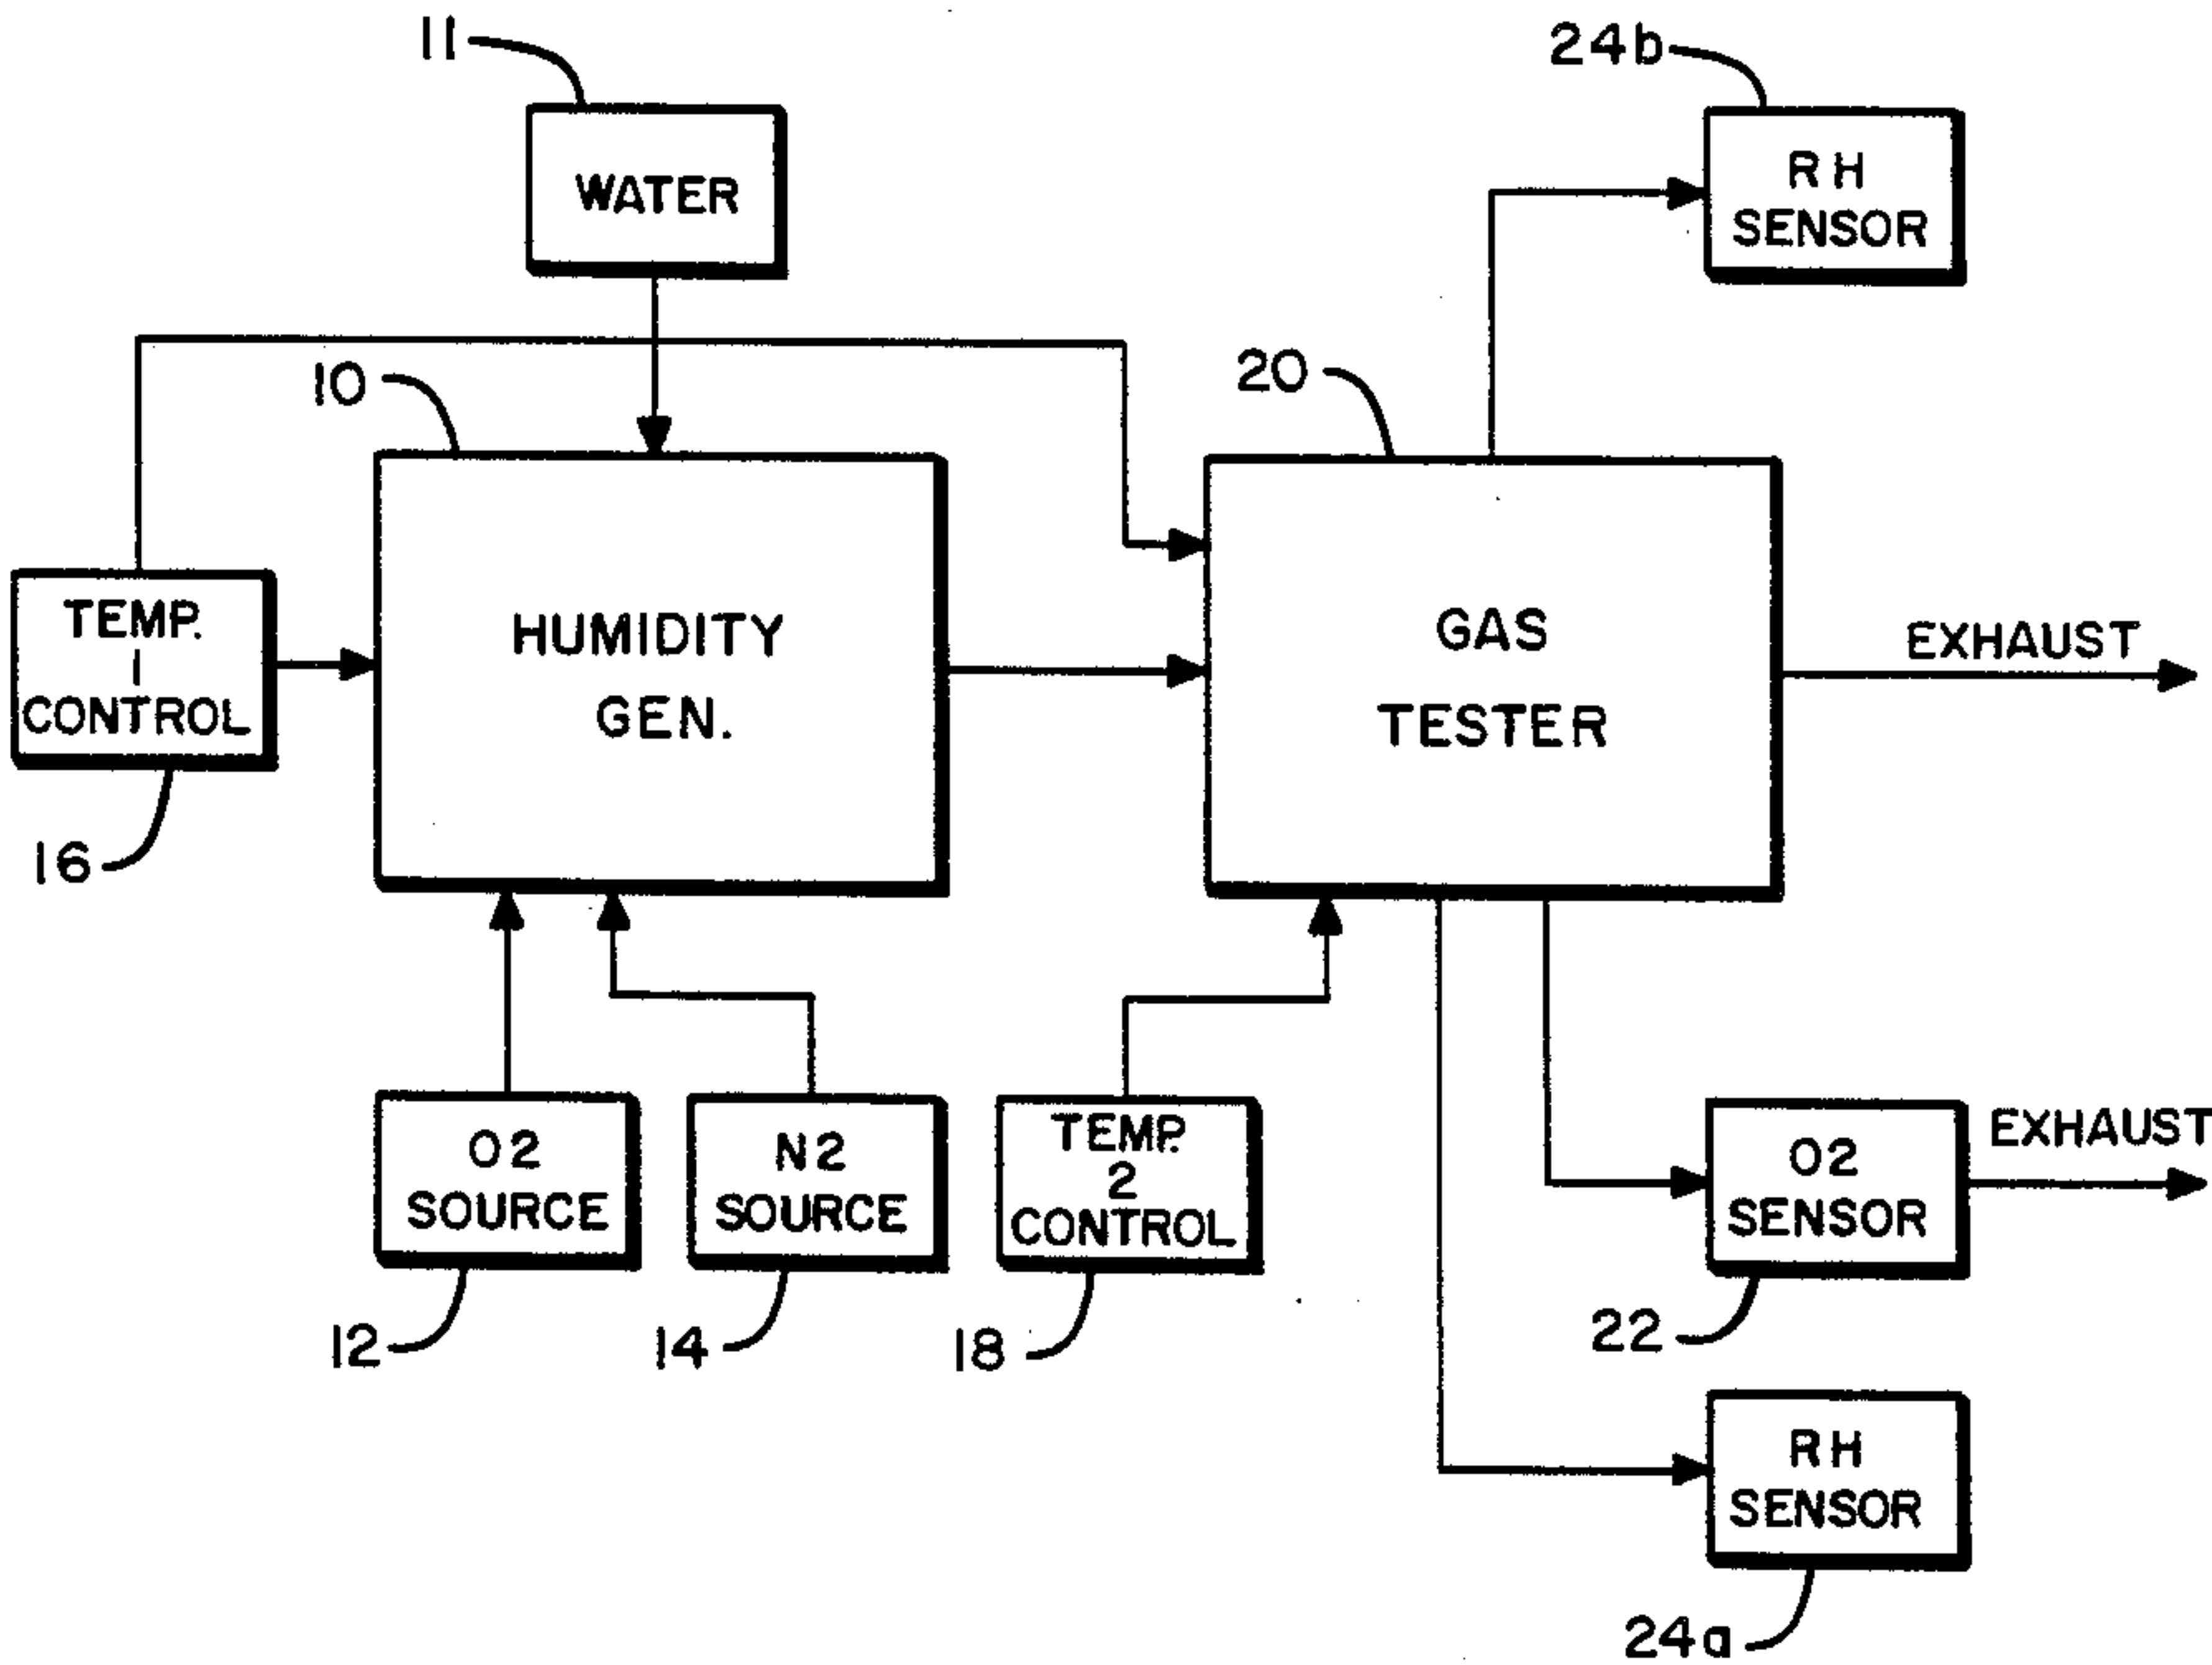 11
24b
WATER
RH
SENSOR
10
20
TEMP.
1
CONTROL
HUMIDITY
GEN.
GAS
TESTER
EXHAUST
16
O2
SOURCE
N2
SOURCE
TEMP.
2
CONTROL
O2
SENSOR
EXHAUST
12
14
18
22
RH
SENSOR
24a